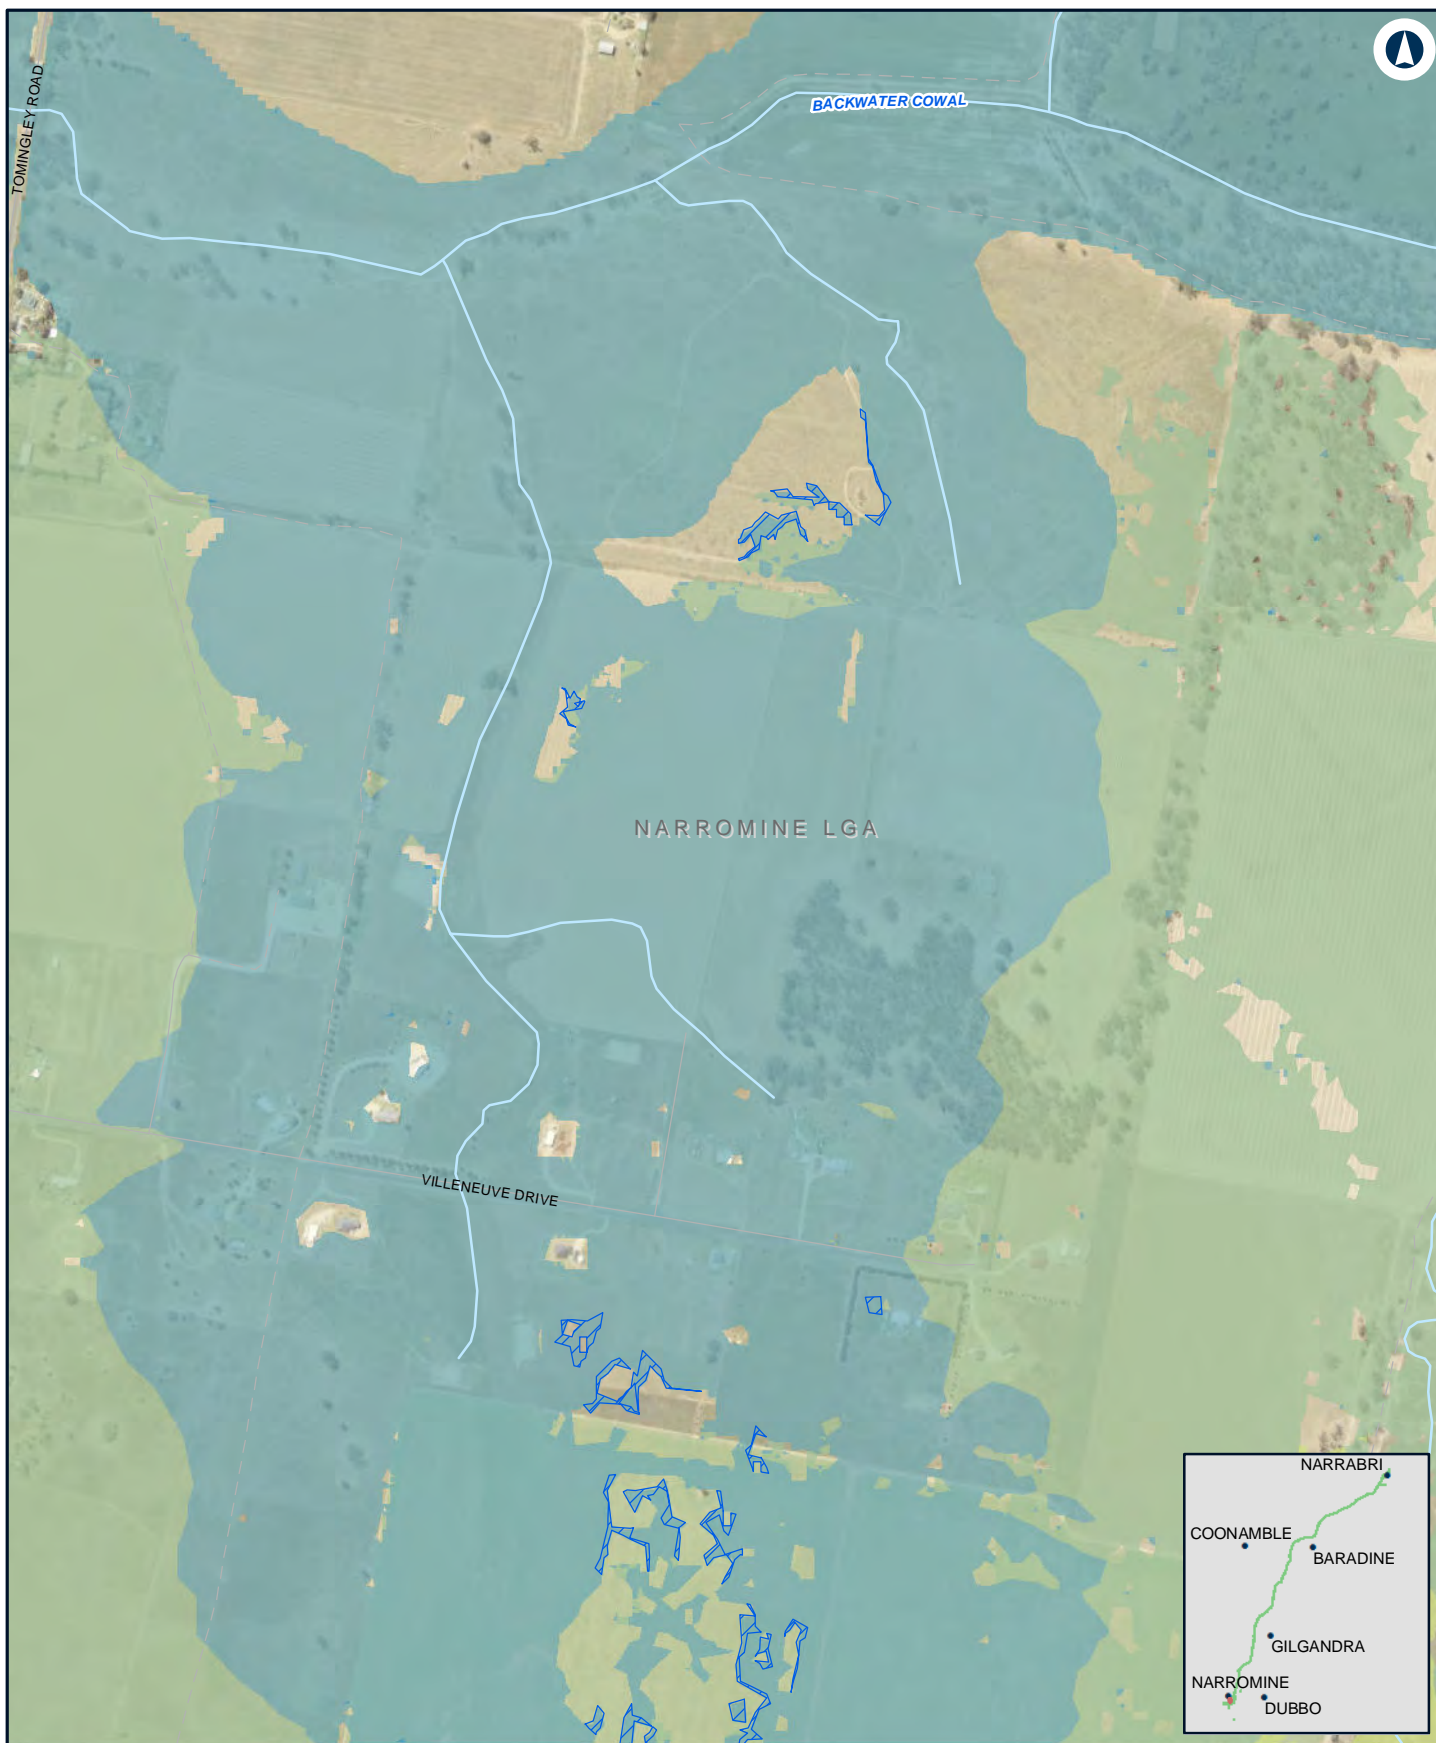 TOMINGLEY ROAD
BACKWATER COWAL
NARROMINE LGA
VILLENEUVE DRIVE
NARRABRI
COONAMBLE
BARADINE
GILGANDRA
NARROMINE
DUBBO